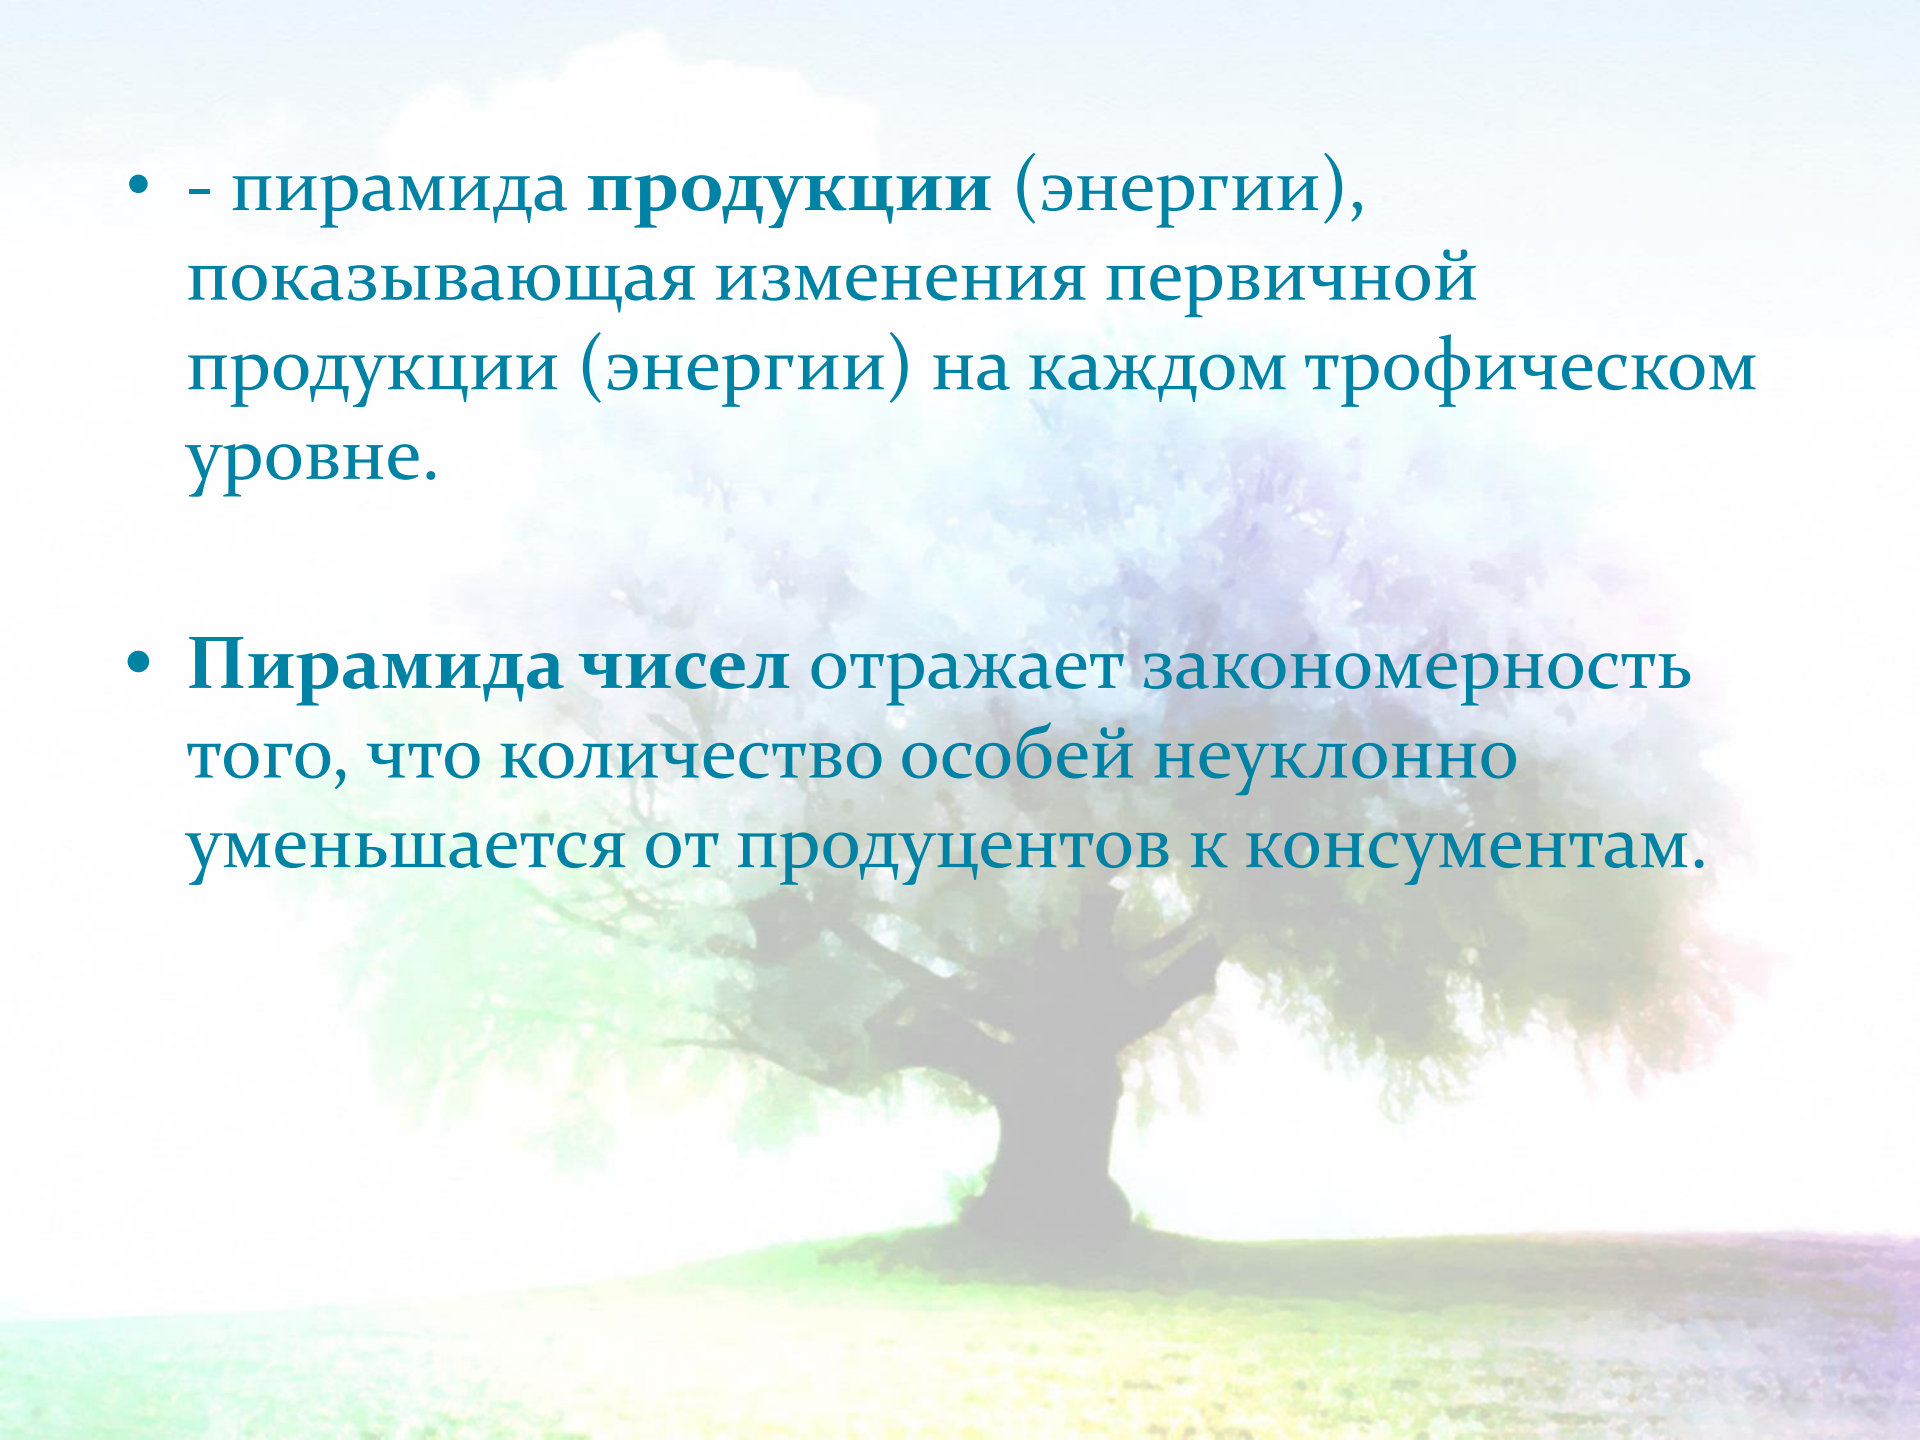 • - пирамида продукции (энергии),
показывающая изменения первичной
продукции (энергии) на каждом трофическом
уровне.
• Пирамида чисел отражает закономерность
того, что количество особей неуклонно
уменьшается от продуцентов к консументам.